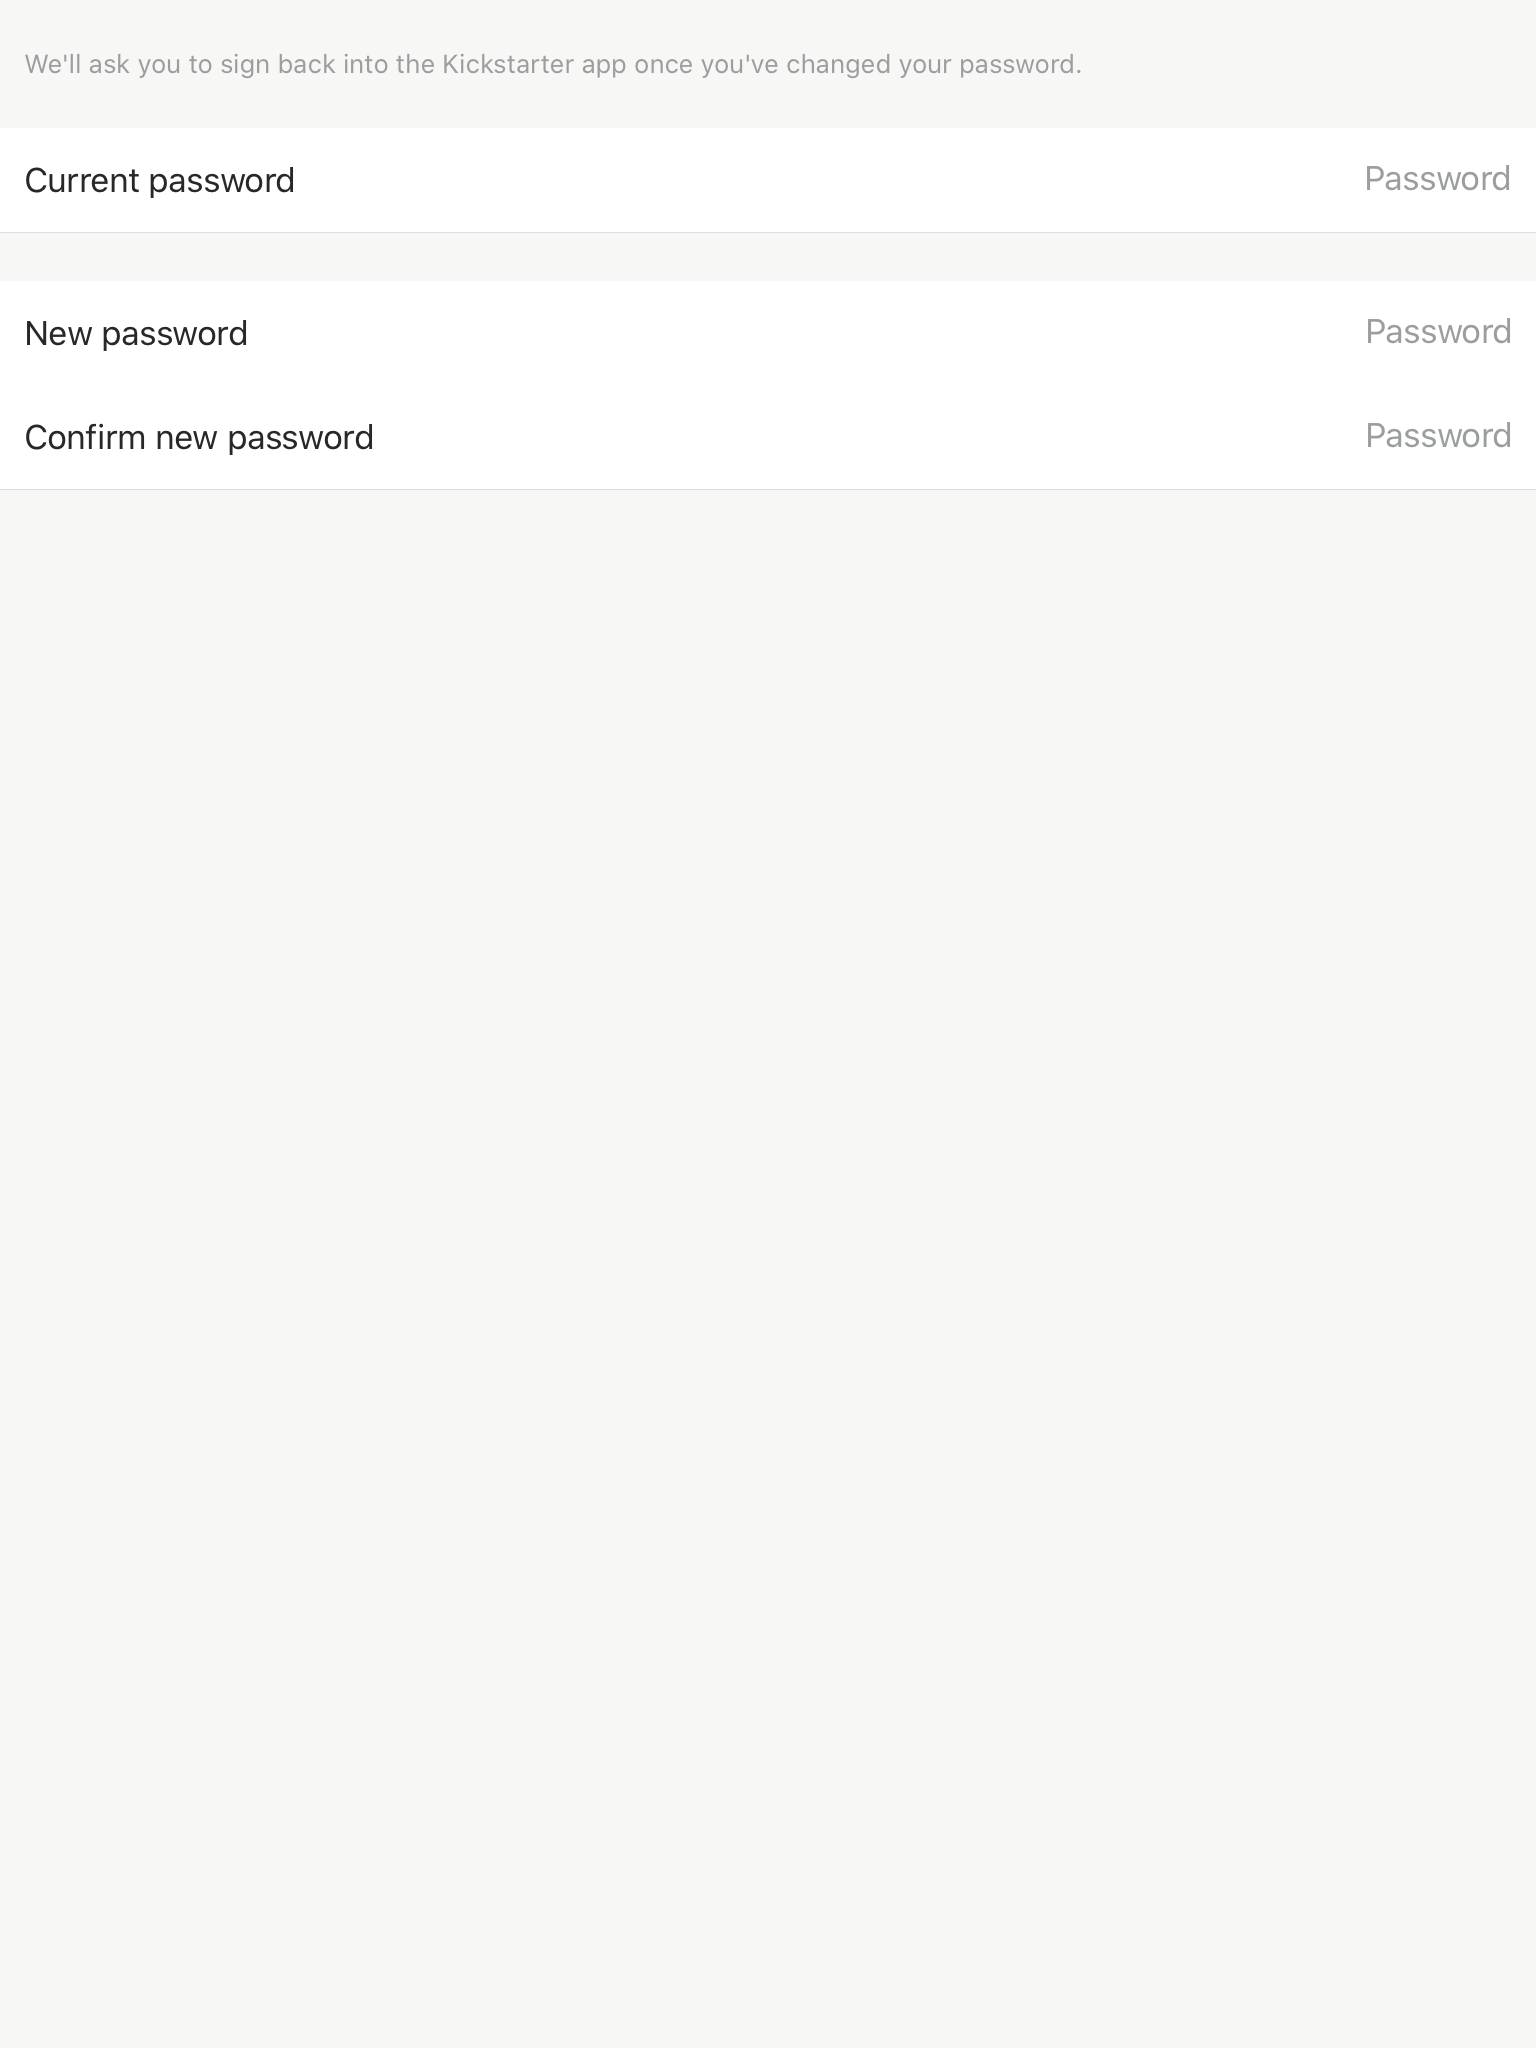 We'll ask you to sign back into the Kickstarter app once you've changed your password.
Current password Password
New password Password
Confirm new password Password